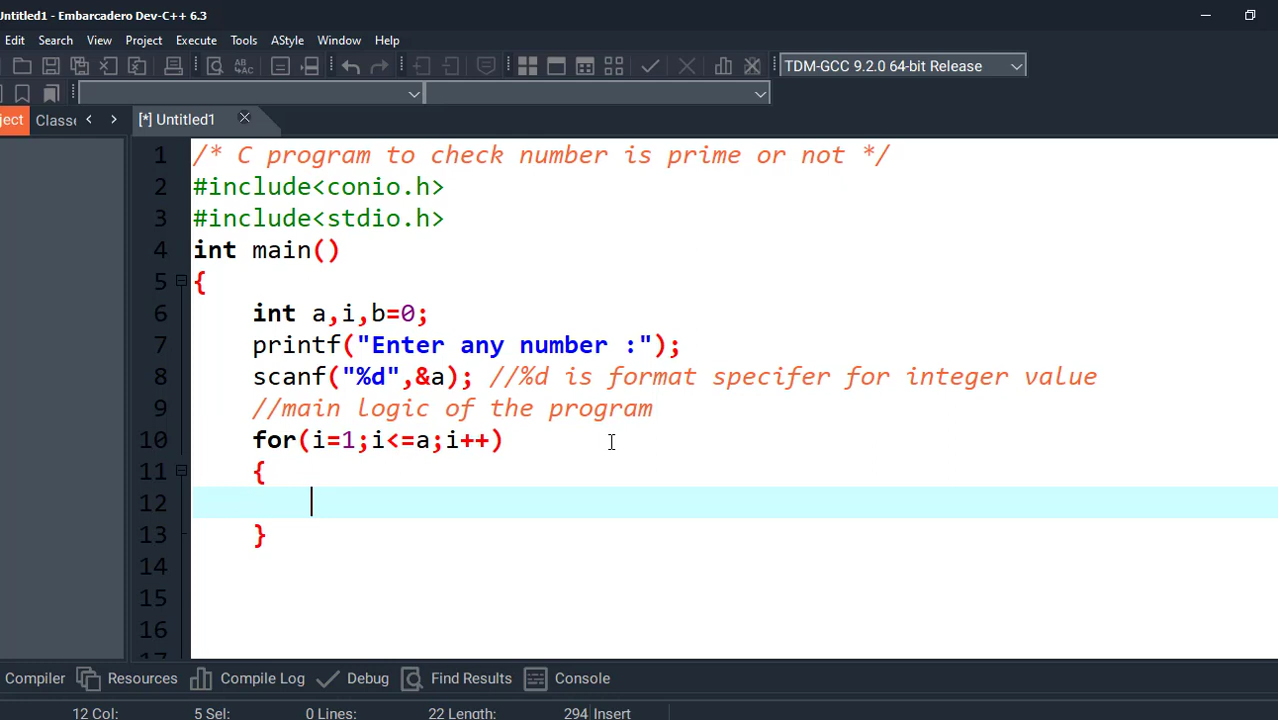 Untitled1 - Embarcadero Dev-C++ 6.3
Edit Search View Project Execute Tools AStyle Window Help
TDM-GCC 9.2.0 64-bit Release
ject Classe [*] Untitled1
1 /* C program to check number is prime or not */
2 #include<conio.h>
3 #include<stdio.h>
4 int main()
5 {
6 int a,i,b=0;
7 printf("Enter any number :");
8 scanf("%d",&a); //%d is format specifer for integer value
9 //main logic of the program
10 for(i=1;i<=a;i++)
11 {
12
13 }
14
15
16
17
Compiler Resources Compile Log Debug Find Results Console
12 Col: 5 Sel: 0 Lines: 22 Length: 294 Insert